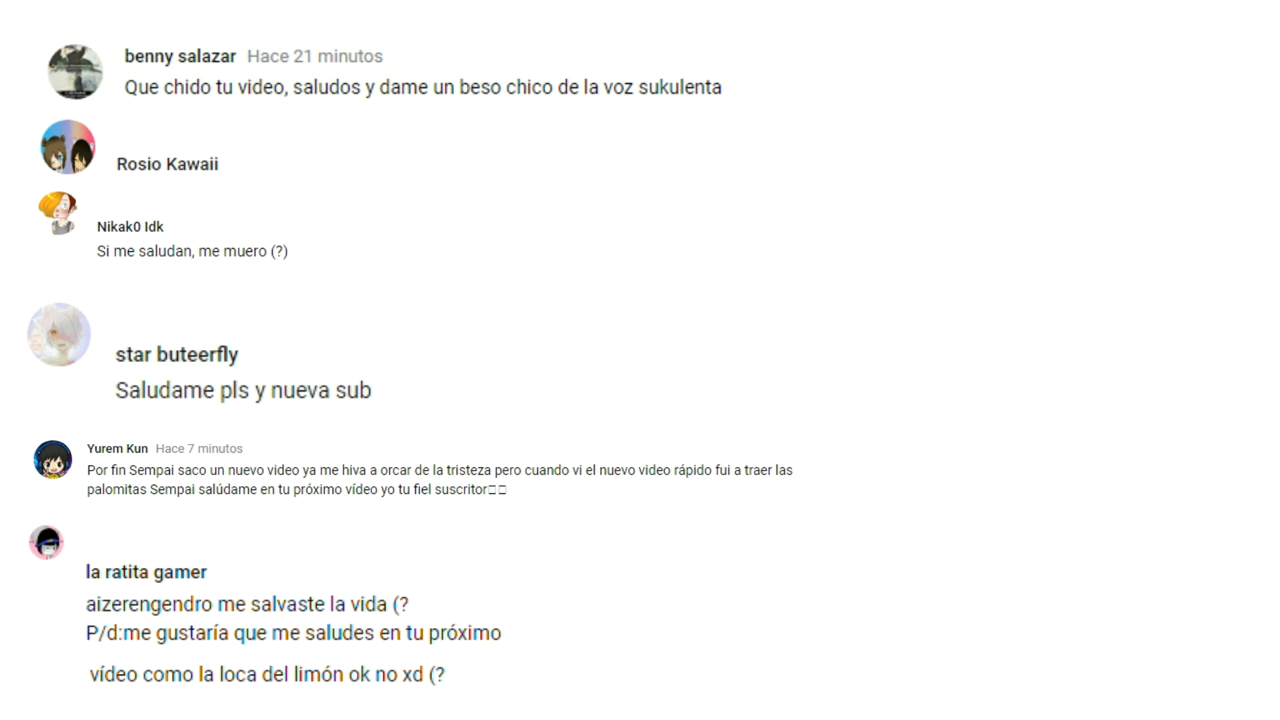 benny salazar Hace 21 minutos
Que chido tu video, saludos y dame un beso chico de la voz sukulenta
Rosio Kawaii
Nikak0 Idk
Si me saludan, me muero (?)
star buteerfly
Saludame pls y nueva sub
Yurem Kun Hace 7 minutos
Por fin Sempai saco un nuevo video ya me hiva a orcar de la tristeza pero cuando vi el nuevo video rápido fui a traer las
palomitas Sempai salúdame en tu próximo vídeo yo tu fiel suscritor□□
la ratita gamer
aizerengendro me salvaste la vida (?
P/d:me gustaría que me saludes en tu próximo
vídeo como la loca del limón ok no xd (?